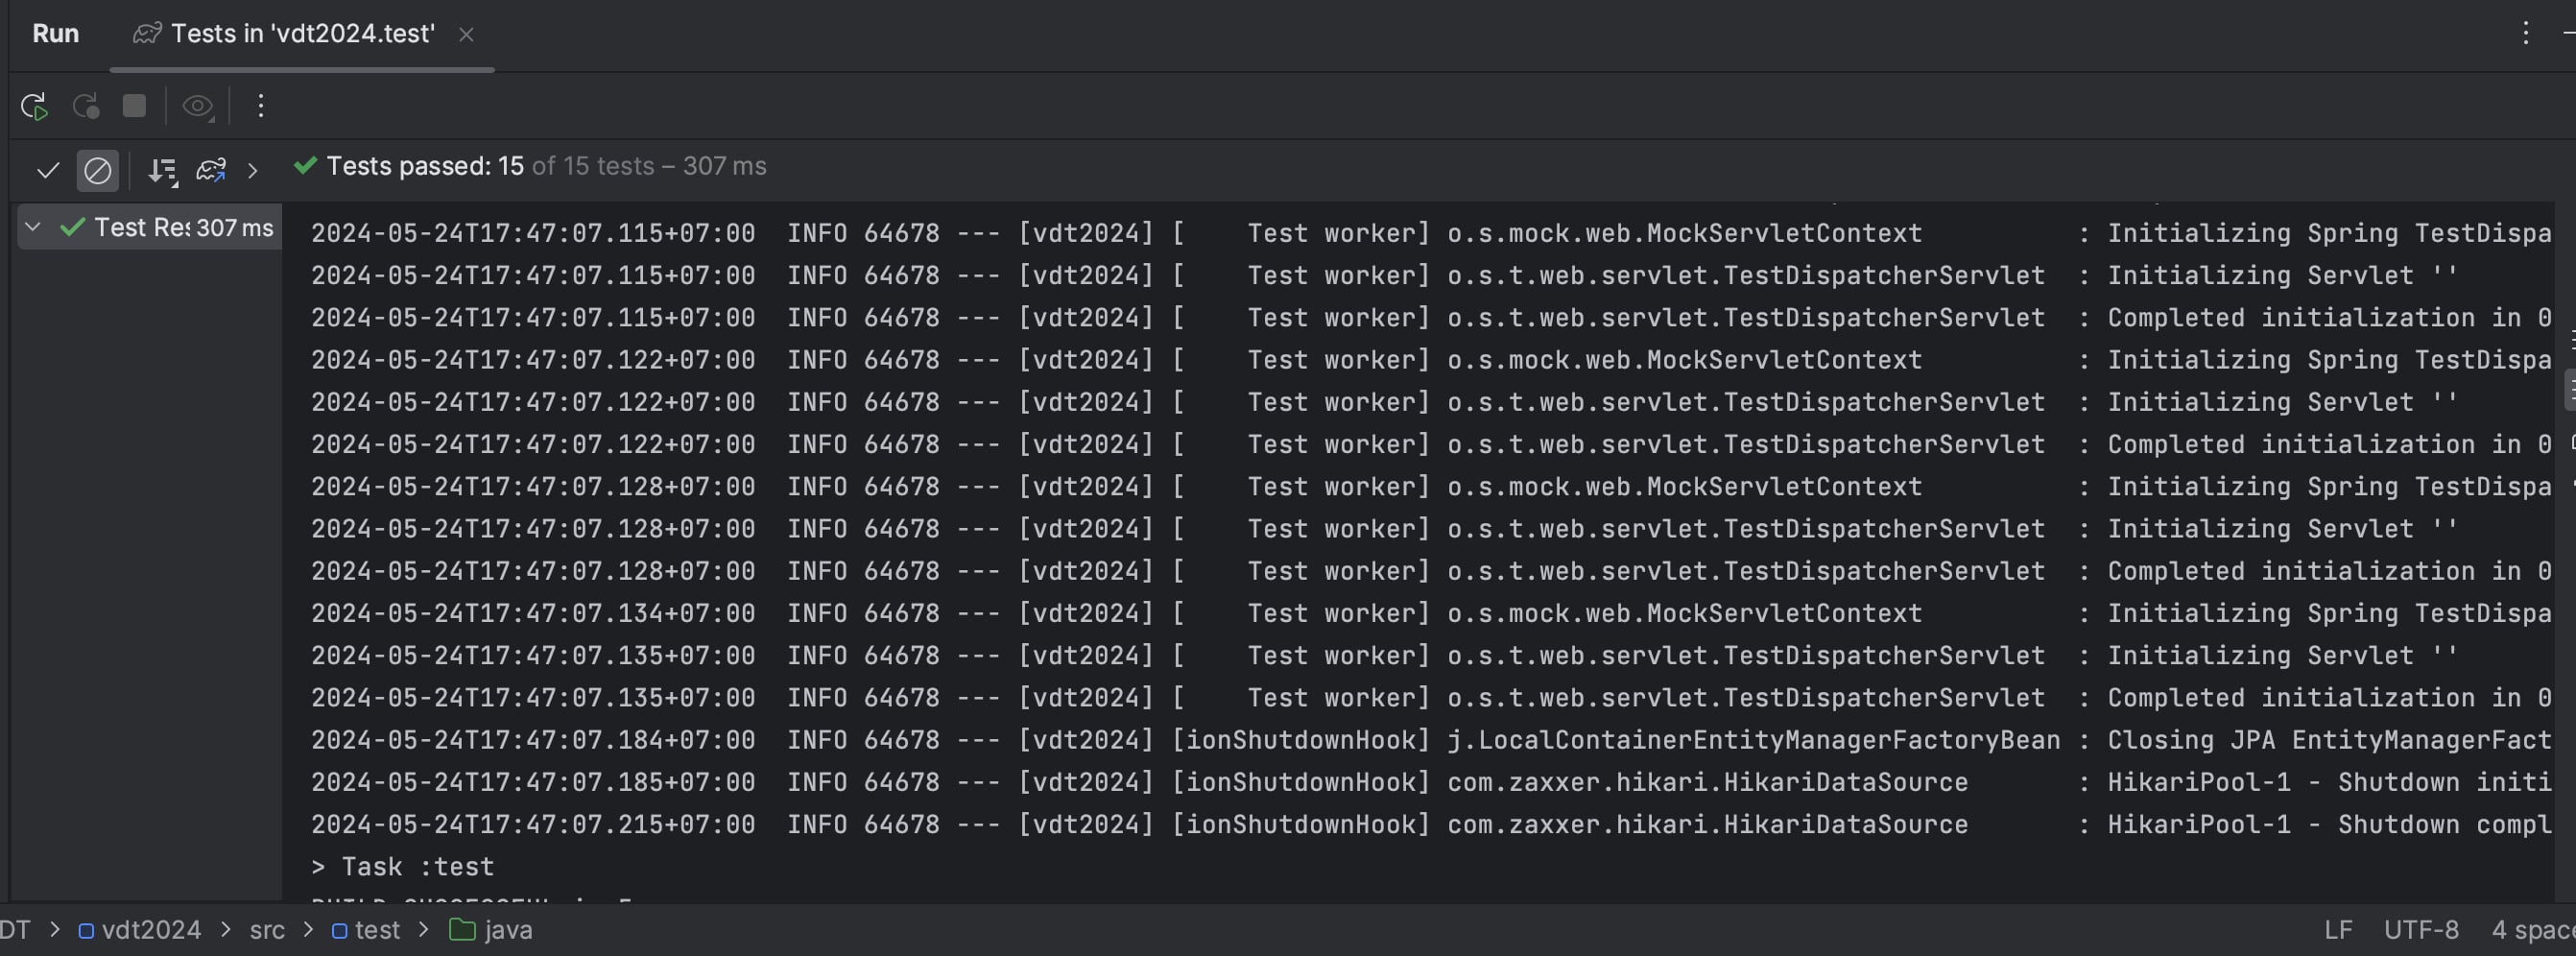 Run Tests in 'vdt2024.test'
Tests passed: 15 of 15 tests – 307 ms
Test Res 307 ms
2024-05-24T17:47:07.115+07:00  INFO 64678 --- [vdt2024] [    Test worker] o.s.mock.web.MockServletContext          : Initializing Spring TestDispa
2024-05-24T17:47:07.115+07:00  INFO 64678 --- [vdt2024] [    Test worker] o.s.t.web.servlet.TestDispatcherServlet  : Initializing Servlet ''
2024-05-24T17:47:07.115+07:00  INFO 64678 --- [vdt2024] [    Test worker] o.s.t.web.servlet.TestDispatcherServlet  : Completed initialization in 0
2024-05-24T17:47:07.122+07:00  INFO 64678 --- [vdt2024] [    Test worker] o.s.mock.web.MockServletContext          : Initializing Spring TestDispa
2024-05-24T17:47:07.122+07:00  INFO 64678 --- [vdt2024] [    Test worker] o.s.t.web.servlet.TestDispatcherServlet  : Initializing Servlet ''
2024-05-24T17:47:07.122+07:00  INFO 64678 --- [vdt2024] [    Test worker] o.s.t.web.servlet.TestDispatcherServlet  : Completed initialization in 0
2024-05-24T17:47:07.128+07:00  INFO 64678 --- [vdt2024] [    Test worker] o.s.mock.web.MockServletContext          : Initializing Spring TestDispa
2024-05-24T17:47:07.128+07:00  INFO 64678 --- [vdt2024] [    Test worker] o.s.t.web.servlet.TestDispatcherServlet  : Initializing Servlet ''
2024-05-24T17:47:07.128+07:00  INFO 64678 --- [vdt2024] [    Test worker] o.s.t.web.servlet.TestDispatcherServlet  : Completed initialization in 0
2024-05-24T17:47:07.134+07:00  INFO 64678 --- [vdt2024] [    Test worker] o.s.mock.web.MockServletContext          : Initializing Spring TestDispa
2024-05-24T17:47:07.135+07:00  INFO 64678 --- [vdt2024] [    Test worker] o.s.t.web.servlet.TestDispatcherServlet  : Initializing Servlet ''
2024-05-24T17:47:07.135+07:00  INFO 64678 --- [vdt2024] [    Test worker] o.s.t.web.servlet.TestDispatcherServlet  : Completed initialization in 0
2024-05-24T17:47:07.184+07:00  INFO 64678 --- [vdt2024] [ionShutdownHook] j.LocalContainerEntityManagerFactoryBean : Closing JPA EntityManagerFact
2024-05-24T17:47:07.185+07:00  INFO 64678 --- [vdt2024] [ionShutdownHook] com.zaxxer.hikari.HikariDataSource       : HikariPool-1 - Shutdown initi
2024-05-24T17:47:07.215+07:00  INFO 64678 --- [vdt2024] [ionShutdownHook] com.zaxxer.hikari.HikariDataSource       : HikariPool-1 - Shutdown compl
> Task :test
DT > vdt2024 > src > test > java LF UTF-8 4 space